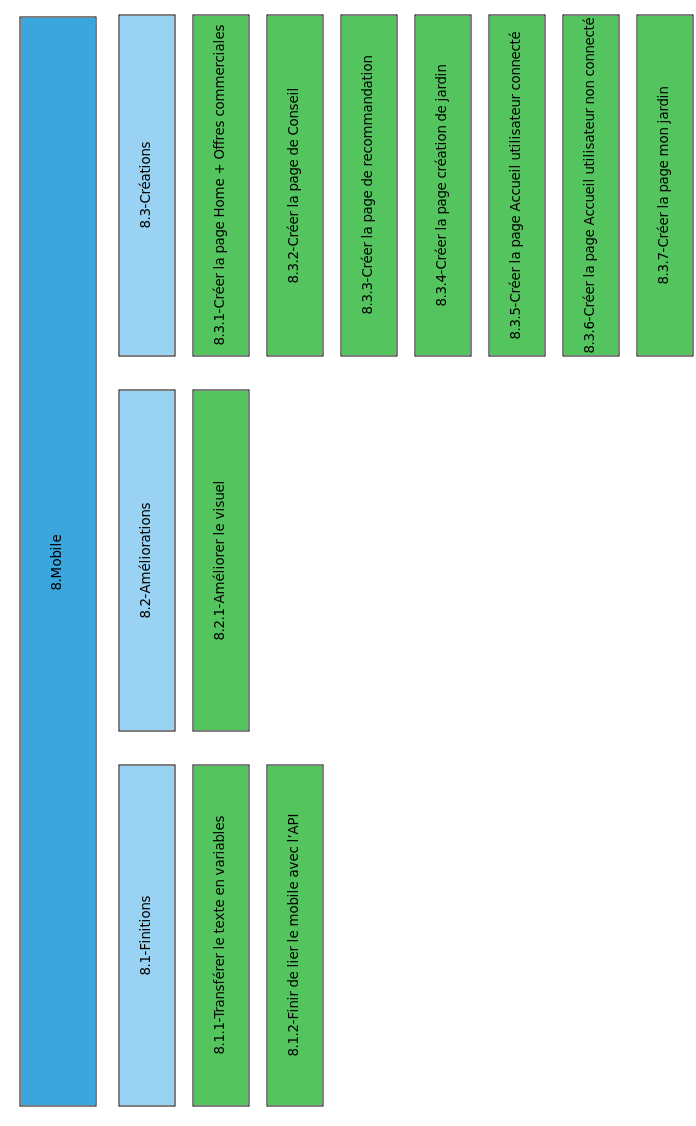 8.Mobile
8.1-Finitions
8.1.1-Transférer le texte en variables
8.1.2-Finir de lier le mobile avec l’API
8.2-Améliorations
8.2.1-Améliorer le visuel
8.3-Créations
8.3.1-Créer la page Home + Offres commerciales
8.3.2-Créer la page de Conseil
8.3.3-Créer la page de recommandation
8.3.4-Créer la page création de jardin
8.3.5-Créer la page Accueil utilisateur connecté
8.3.6-Créer la page Accueil utilisateur non connecté
8.3.7-Créer la page mon jardin